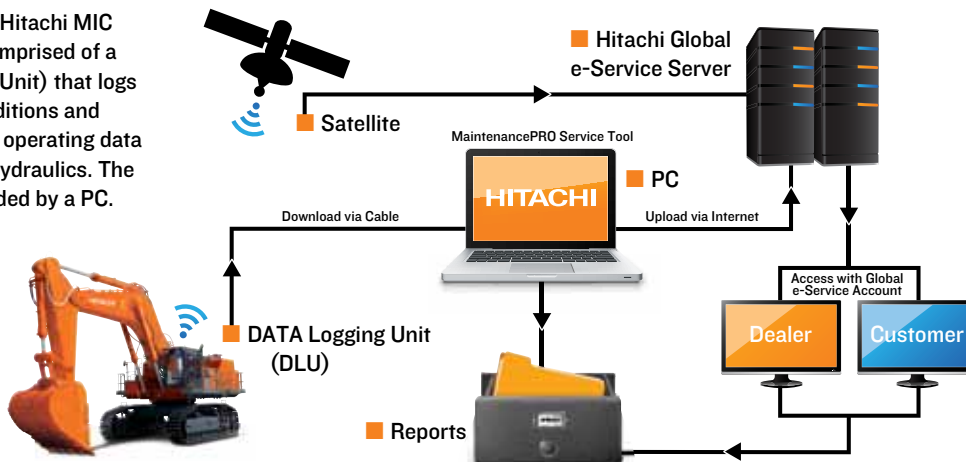 Hitachi MIC
mprised of a
Unit) that logs
ditions and
operating data
ydraulics. The
ded by a PC.
Satellite
Hitachi Global
e-Service Server
MaintenancePRO Service Tool
HITACHI
PC
Download via Cable
Upload via Internet
Access with Global
e-Service Account
Dealer
Customer
DATA Logging Unit
(DLU)
Reports